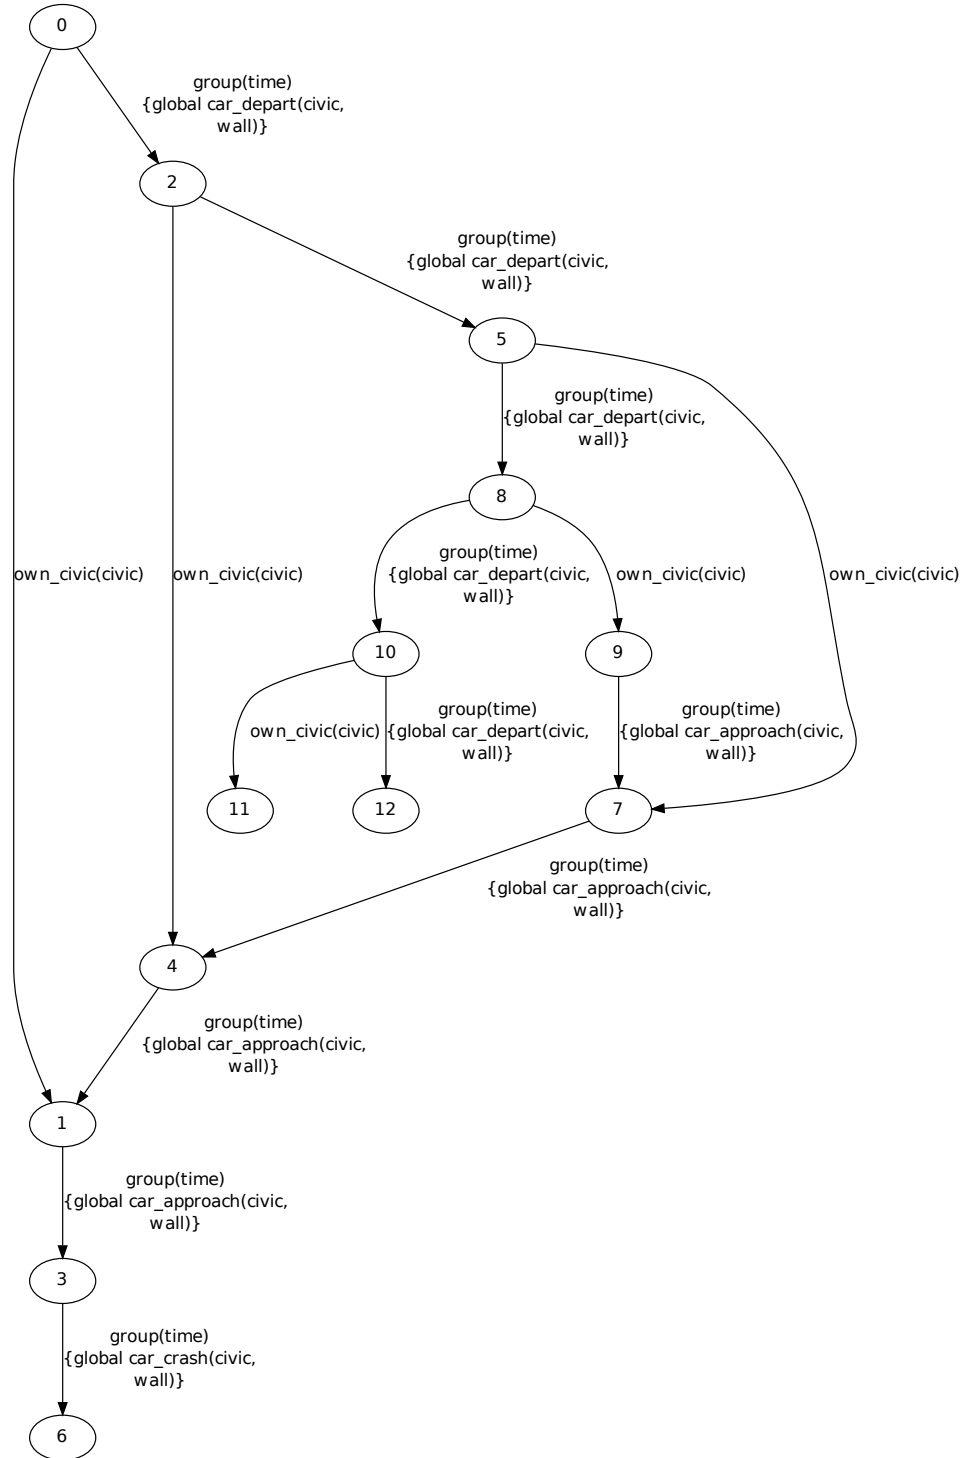 0
group(time)
{global car_depart(civic,
wall)}
2
group(time)
{global car_depart(civic,
wall)}
5
group(time)
{global car_depart(civic,
wall)}
8
own_civic(civic)
own_civic(civic)
group(time)
{global car_depart(civic,
wall)}
own_civic(civic)
own_civic(civic)
10
9
own_civic(civic)
group(time)
{global car_depart(civic,
wall)}
group(time)
{global car_approach(civic,
wall)}
11
12
7
group(time)
{global car_approach(civic,
wall)}
4
group(time)
{global car_approach(civic,
wall)}
1
group(time)
{global car_approach(civic,
wall)}
3
group(time)
{global car_crash(civic,
wall)}
6